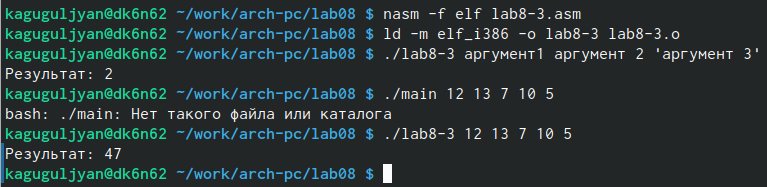 kaguguljyan@dk6n62 ~/work/arch-pc/lab08 $ nasm -f elf lab8-3.asm
kaguguljyan@dk6n62 ~/work/arch-pc/lab08 $ ld -m elf_i386 -o lab8-3 lab8-3.o
kaguguljyan@dk6n62 ~/work/arch-pc/lab08 $ ./lab8-3 аргумент1 аргумент 2 'аргумент 3'
Результат: 2
kaguguljyan@dk6n62 ~/work/arch-pc/lab08 $ ./main 12 13 7 10 5
bash: ./main: Нет такого файла или каталога
kaguguljyan@dk6n62 ~/work/arch-pc/lab08 $ ./lab8-3 12 13 7 10 5
Результат: 47
kaguguljyan@dk6n62 ~/work/arch-pc/lab08 $